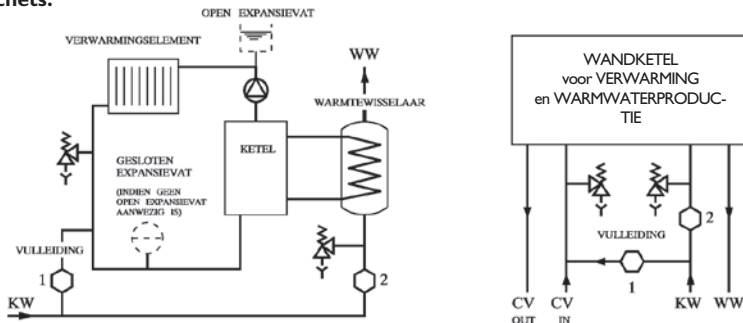 chets.
OPEN EXPANSIEVAT
VERWARMINGSELEMENT
WW
WARMTEWISSELAAR
KETEL
GESLOTEN
EXPANSIEVAT
(INDIEN GEEN
OPEN EXPANSIEVAT
AANWEZIG IS)
VULLEIDING
1
2
KW
WANDKETEL
voor VERWARMING
en WARMWATERPRODUC-
TIE
2
VULLEIDING
1
CV
OUT
CV
IN
KW
WW